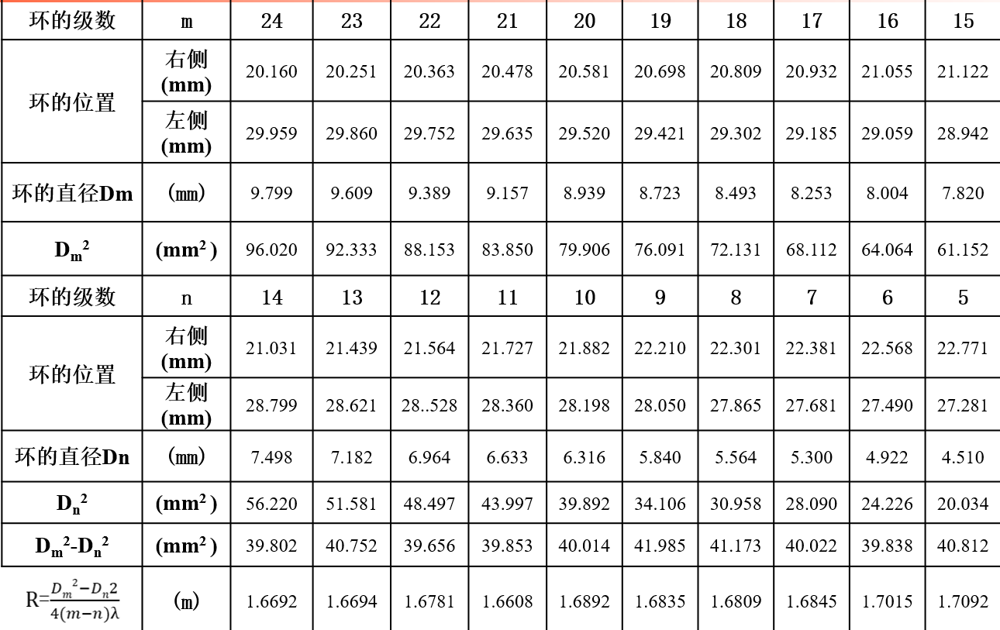 环的级数 m 24 23 22 21 20 19 18 17 16 15
环的位置 右侧(mm) 20.160 20.251 20.363 20.478 20.581 20.698 20.809 20.932 21.055 21.122
左侧(mm) 29.959 29.860 29.752 29.635 29.520 29.421 29.302 29.185 29.059 28.942
环的直径Dm (mm) 9.799 9.609 9.389 9.157 8.939 8.723 8.493 8.253 8.004 7.820
Dm² (mm²) 96.020 92.333 88.153 83.850 79.906 76.091 72.131 68.112 64.064 61.152
环的级数 n 14 13 12 11 10 9 8 7 6 5
环的位置 右侧(mm) 21.031 21.439 21.564 21.727 21.882 22.210 22.301 22.381 22.568 22.771
左侧(mm) 28.799 28.621 28..528 28.360 28.198 28.050 27.865 27.681 27.490 27.281
环的直径Dn (mm) 7.498 7.182 6.964 6.633 6.316 5.840 5.564 5.300 4.922 4.510
Dn² (mm²) 56.220 51.581 48.497 43.997 39.892 34.106 30.958 28.090 24.226 20.034
Dm²-Dn² (mm²) 39.802 40.752 39.656 39.853 40.014 41.985 41.173 40.022 39.838 40.812
R=(Dm²−Dn2)/(4(m−n)λ) (m) 1.6692 1.6694 1.6781 1.6608 1.6892 1.6835 1.6809 1.6845 1.7015 1.7092